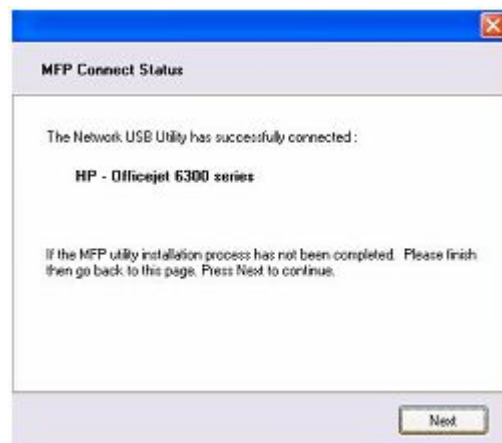 MFP Connect Status
The Network USB Utility has successfully connected :
HP - Officejet 6300 series
If the MFP utility installation process has not been completed. Please finish
then go back to this page. Press Next to continue.
Next